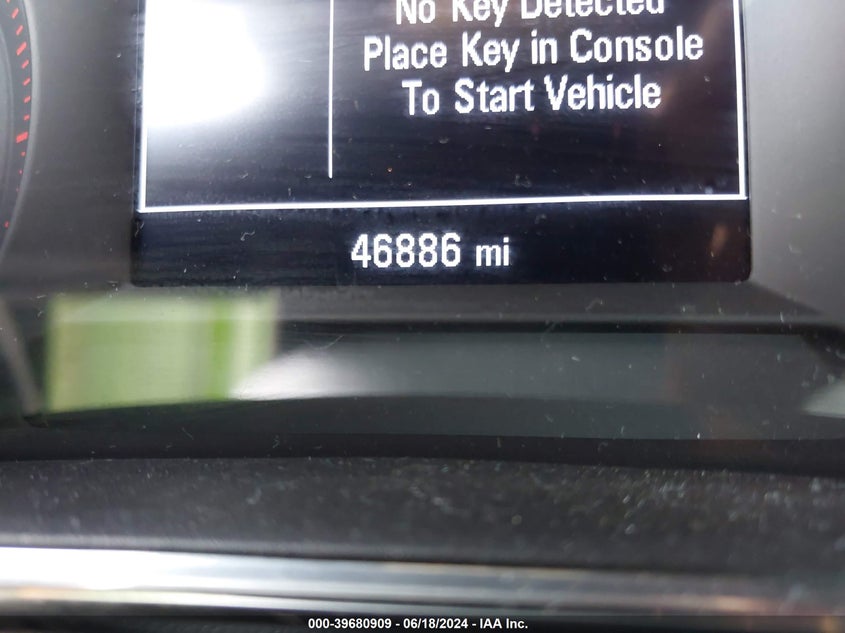 No Key Detected
Place Key in Console
To Start Vehicle
46886 mi
000-39680909 - 06/18/2024 - IAA Inc.